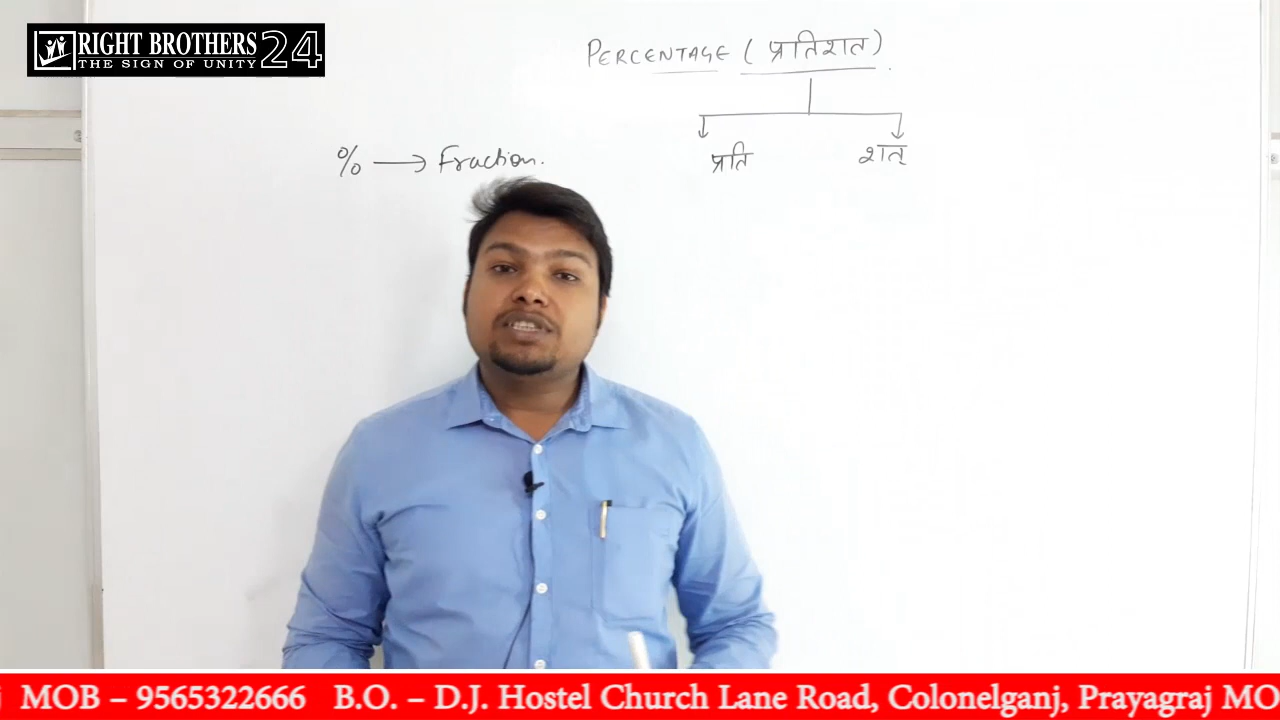 RIGHT BROTHERS 24
THE SIGN OF UNITY
PERCENTAGE (प्रतिशत)
प्रति शत्
% → Fraction.
MOB – 9565322666 B.O. – D.J. Hostel Church Lane Road, Colonelganj, Prayagraj MO